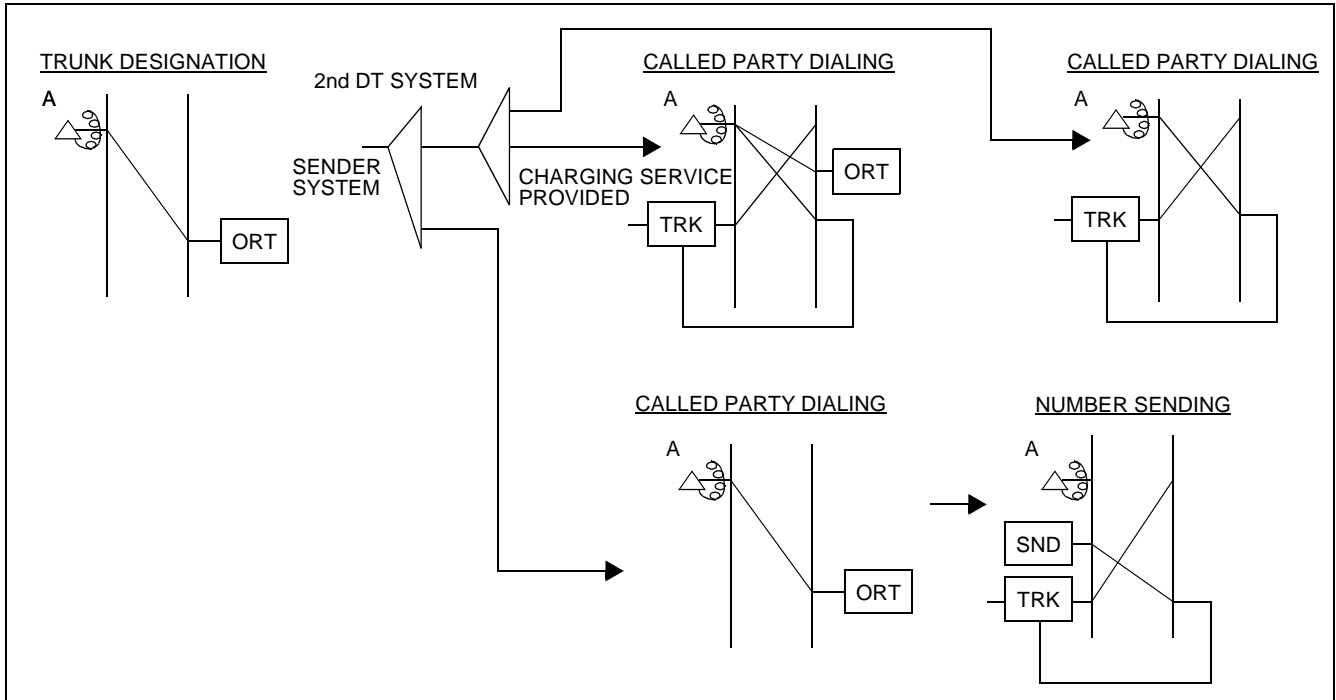 TRUNK DESIGNATION
A
ORT
2nd DT SYSTEM
SENDER
SYSTEM
CHARGING SERVICE
PROVIDED
CALLED PARTY DIALING
A
ORT
TRK
CALLED PARTY DIALING
A
TRK
CALLED PARTY DIALING
A
ORT
NUMBER SENDING
A
SND
TRK